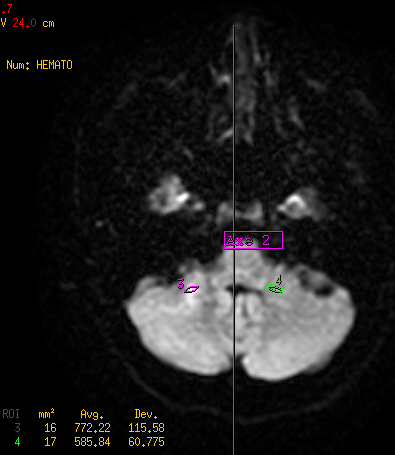 .7
V 24.0 cm
Num: HEMATO
Axe 2
3
4
ROI mm² Avg. Dev.
3 16 772.22 115.58
4 17 585.84 60.775